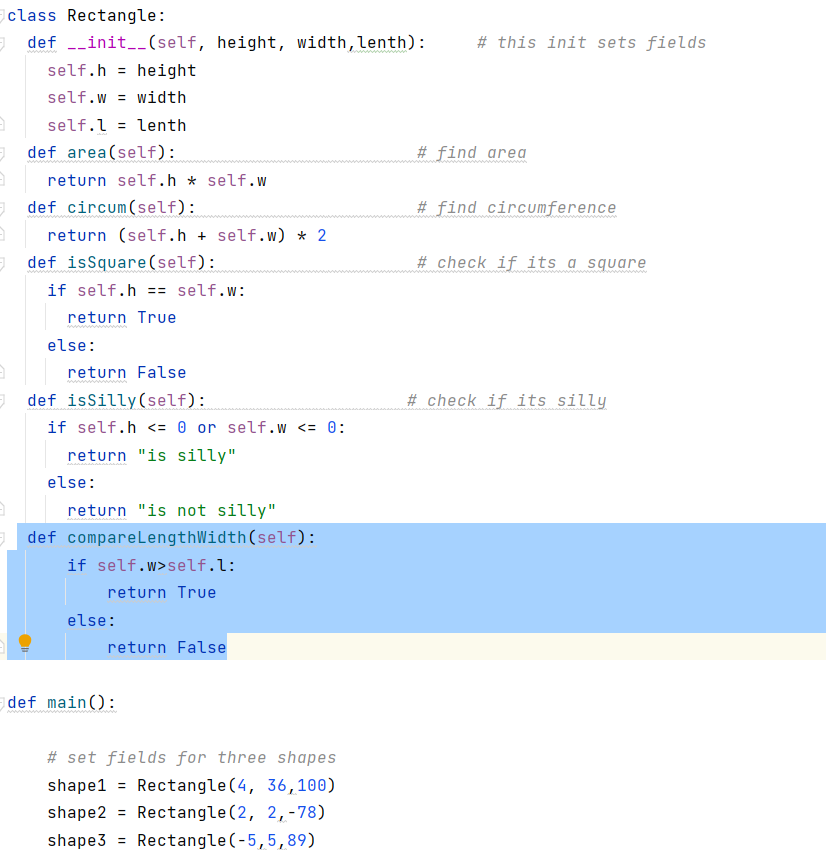 class Rectangle:
  def __init__(self, height, width,lenth):     # this init sets fields
    self.h = height
    self.w = width
    self.l = lenth
  def area(self):                        # find area
    return self.h * self.w
  def circum(self):                      # find circumference
    return (self.h + self.w) * 2
  def isSquare(self):                    # check if its a square
    if self.h == self.w:
      return True
    else:
      return False
  def isSilly(self):                    # check if its silly
    if self.h <= 0 or self.w <= 0:
      return "is silly"
    else:
      return "is not silly"
  def compareLengthWidth(self):
      if self.w>self.l:
          return True
      else:
          return False

def main():

    # set fields for three shapes
    shape1 = Rectangle(4, 36,100)
    shape2 = Rectangle(2, 2,-78)
    shape3 = Rectangle(-5,5,89)